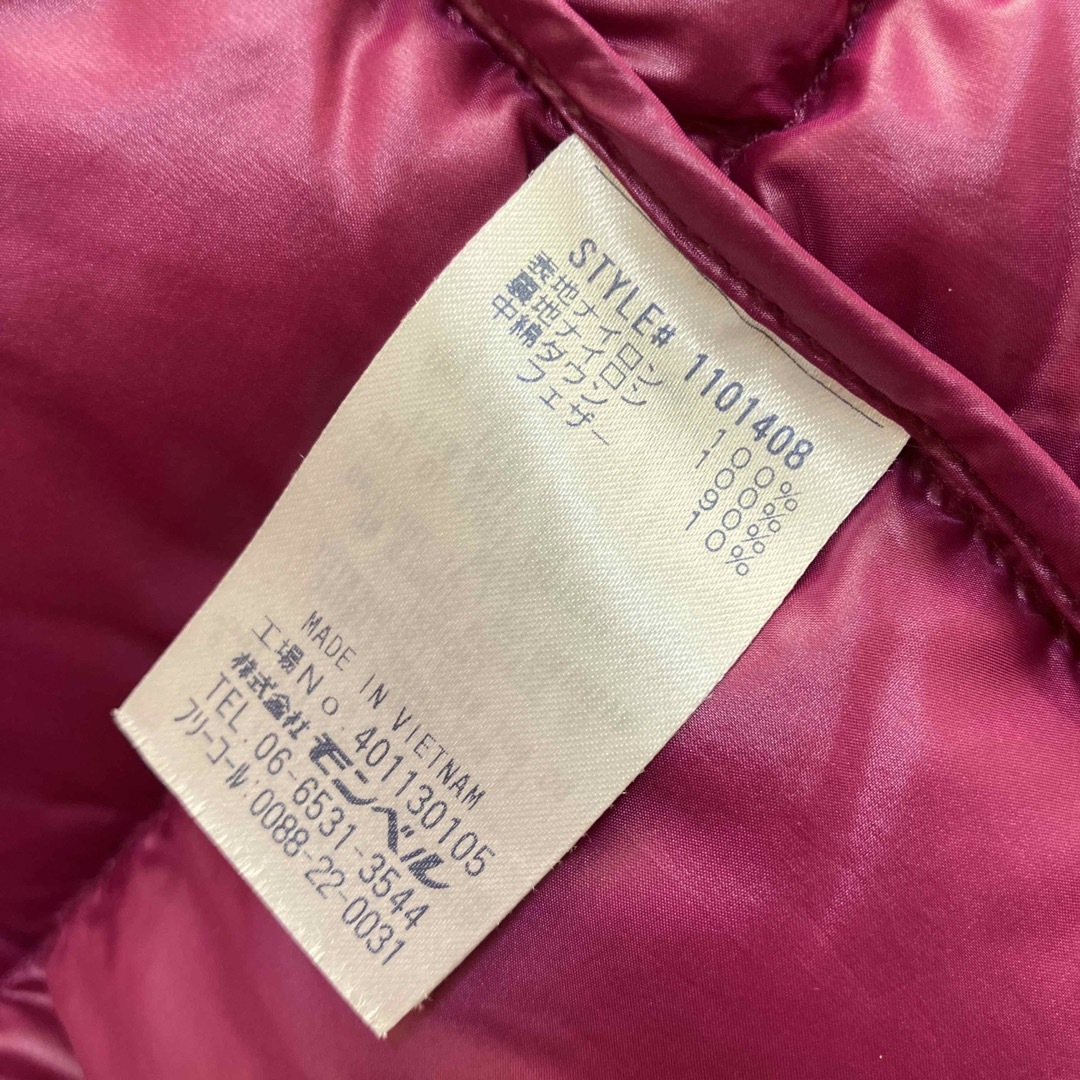 STYLE# 1101408
表地ナイロン 100%
裏地ナイロン 100%
中綿ダウン 90%
フェザー 10%
MADE IN VIETNAM
工場No. 401130105
株式会社モンベル
TEL. 06-6531-3544
フリーコール:0088-22-0031